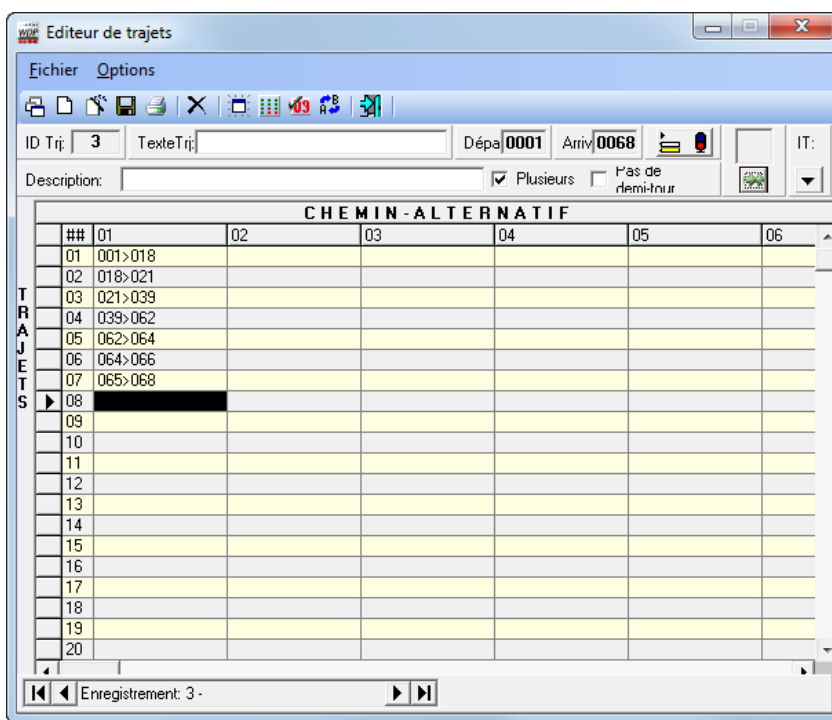 WDP Editeur de trajets
Fichier Options
09 A B
ID Trj: 3 TexteTrj: Dépa 0001 Arriv 0068 IT:
Description: Plusieurs Pas de demi-tour
CHEMIN-ALTERNATIF
## 01 02 03 04 05 06
01 001>018
02 018>021
03 021>039
04 039>062
05 062>064
06 064>066
07 065>068
08
09
10
11
12
13
14
15
16
17
18
19
20
TRAJETS
Enregistrement: 3 -